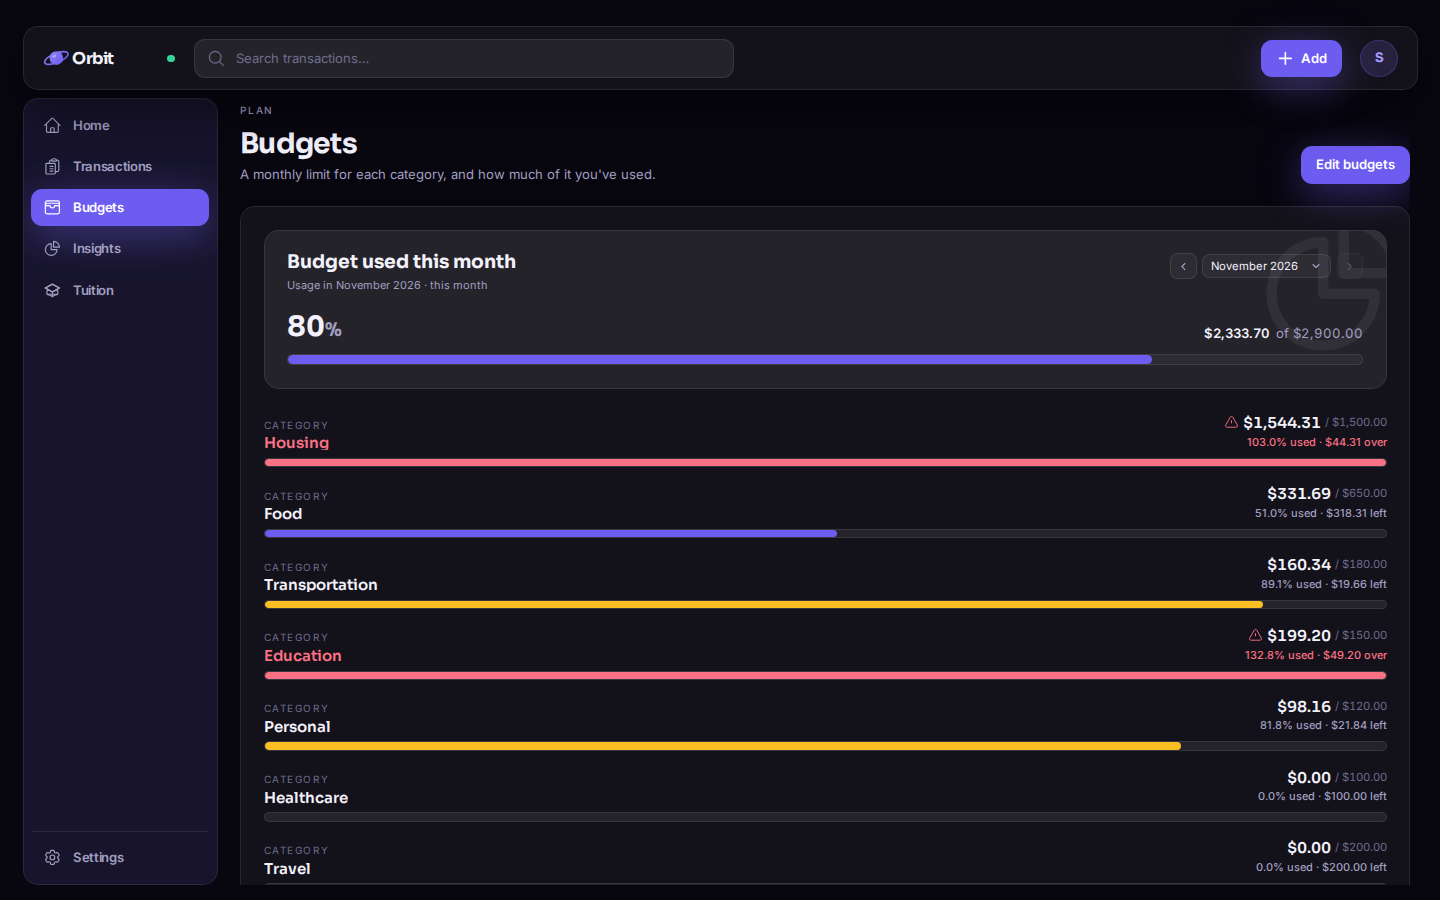 Orbit
Search transactions...
Add
S
Home
Transactions
Budgets
Insights
Tuition
Settings
PLAN
Budgets
A monthly limit for each category, and how much of it you've used.
Edit budgets
Budget used this month
Usage in November 2026 · this month
November 2026
80%
$2,333.70 of $2,900.00
CATEGORY
Housing
$1,544.31 / $1,500.00
103.0% used · $44.31 over
CATEGORY
Food
$331.69 / $650.00
51.0% used · $318.31 left
CATEGORY
Transportation
$160.34 / $180.00
89.1% used · $19.66 left
CATEGORY
Education
$199.20 / $150.00
132.8% used · $49.20 over
CATEGORY
Personal
$98.16 / $120.00
81.8% used · $21.84 left
CATEGORY
Healthcare
$0.00 / $100.00
0.0% used · $100.00 left
CATEGORY
Travel
$0.00 / $200.00
0.0% used · $200.00 left